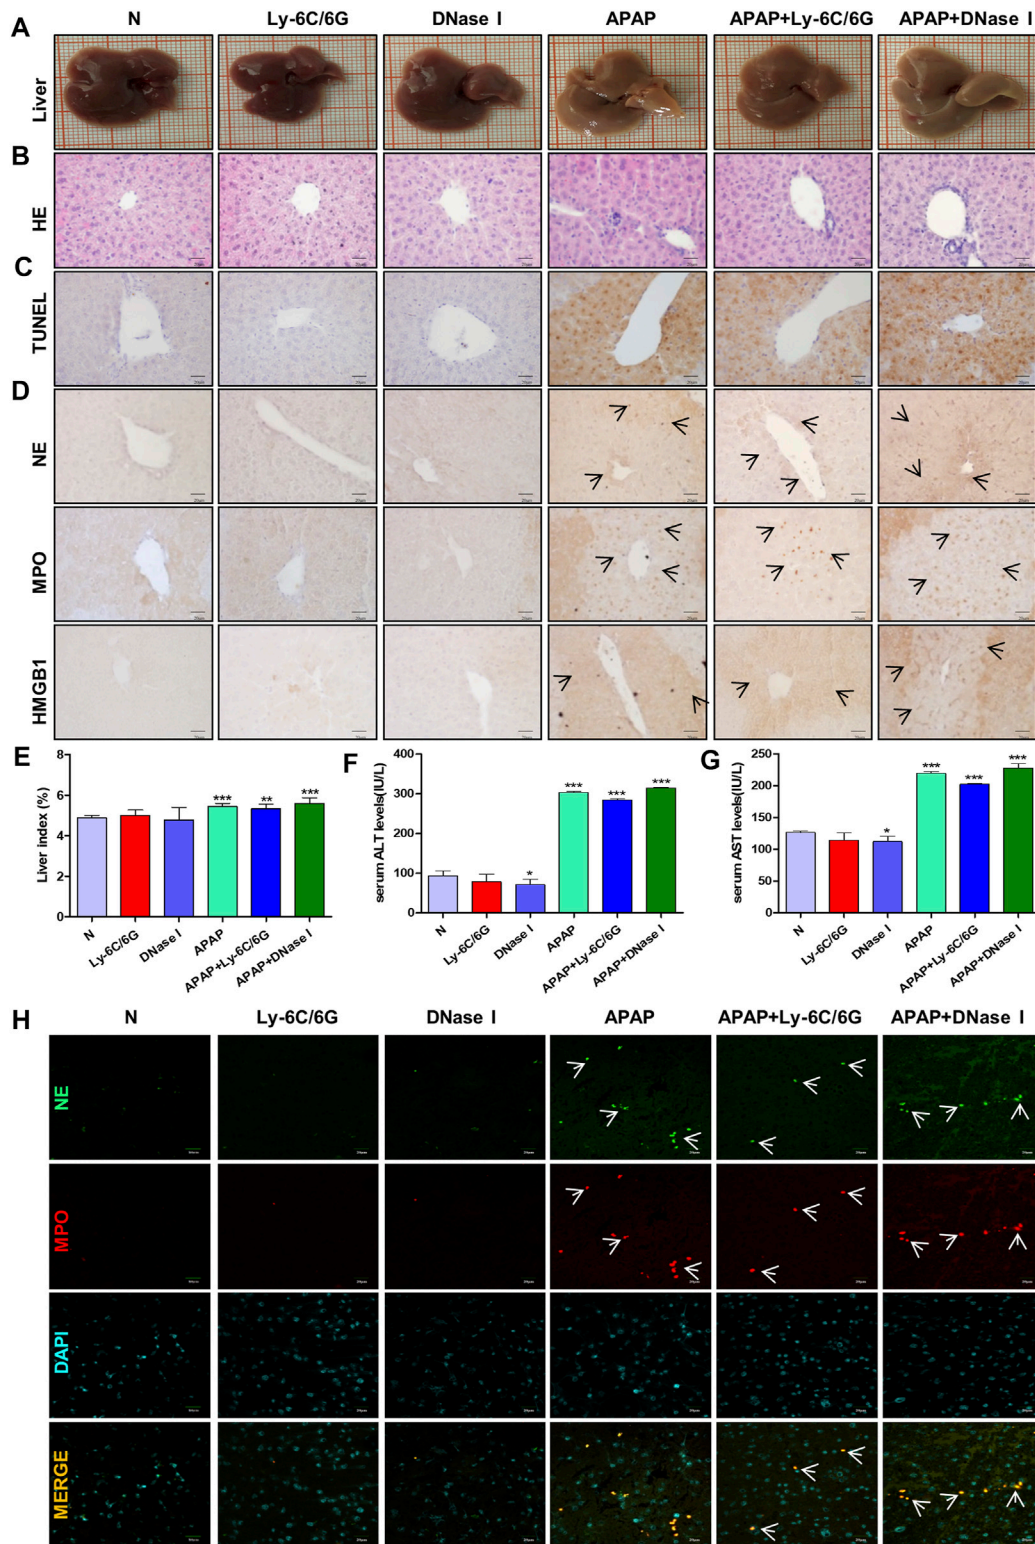 N Ly-6C/6G DNase I APAP APAP+Ly-6C/6G APAP+DNase I
A
Liver
B
HE
C
TUNEL
D
NE
MPO
HMGB1
E
Liver index (%)
8
6
4
2
0
N Ly-6C/6G DNase I APAP APAP+Ly-6C/6G APAP+DNase I
*** ** ***
F
serum ALT levels(IU/L)
400
300
200
100
0
N Ly-6C/6G DNase I APAP APAP+Ly-6C/6G APAP+DNase I
* *** *** ***
G
serum AST levels(IU/L)
250
200
150
100
50
0
N Ly-6C/6G DNase I APAP APAP+Ly-6C/6G APAP+DNase I
* *** *** ***
H
N Ly-6C/6G DNase I APAP APAP+Ly-6C/6G APAP+DNase I
NE
MPO
DAPI
MERGE